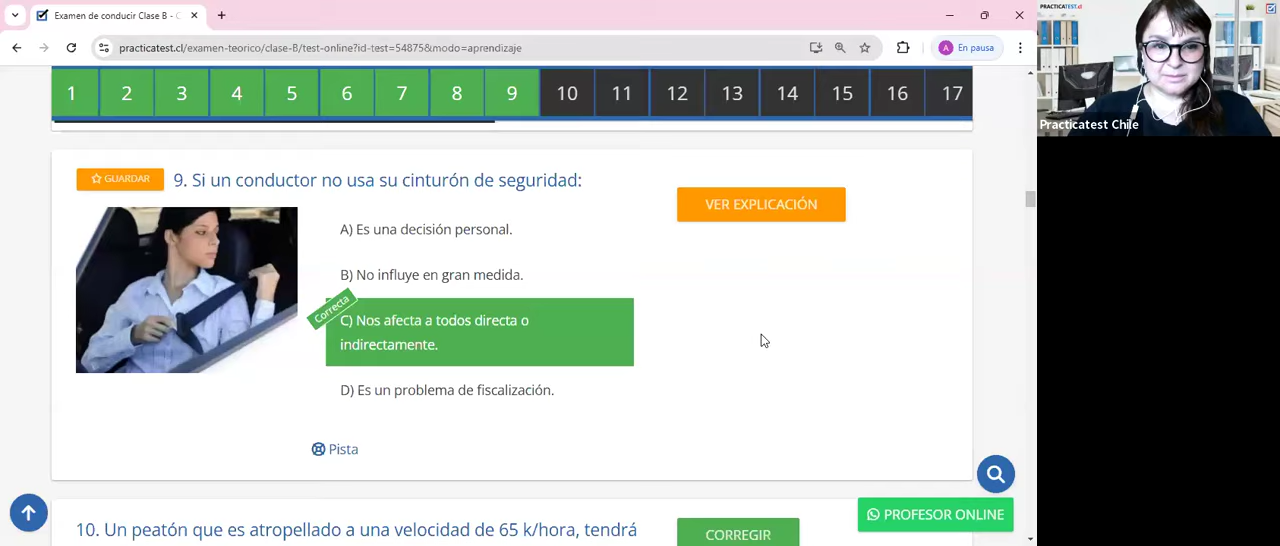 Examen de conducir Clase B - C
practicatest.cl/examen-teorico/clase-B/test-online?id-test=54875&modo=aprendizaje
A
En pausa
PRACTICATEST.cl
1 2 3 4 5 6 7 8 9 10 11 12 13 14 15 16 17
Practicatest Chile
GUARDAR
9. Si un conductor no usa su cinturón de seguridad:
VER EXPLICACIÓN
A) Es una decisión personal.
B) No influye en gran medida.
Correcta
C) Nos afecta a todos directa o
indirectamente.
D) Es un problema de fiscalización.
Pista
PROFESOR ONLINE
10. Un peatón que es atropellado a una velocidad de 65 k/hora, tendrá
CORREGIR